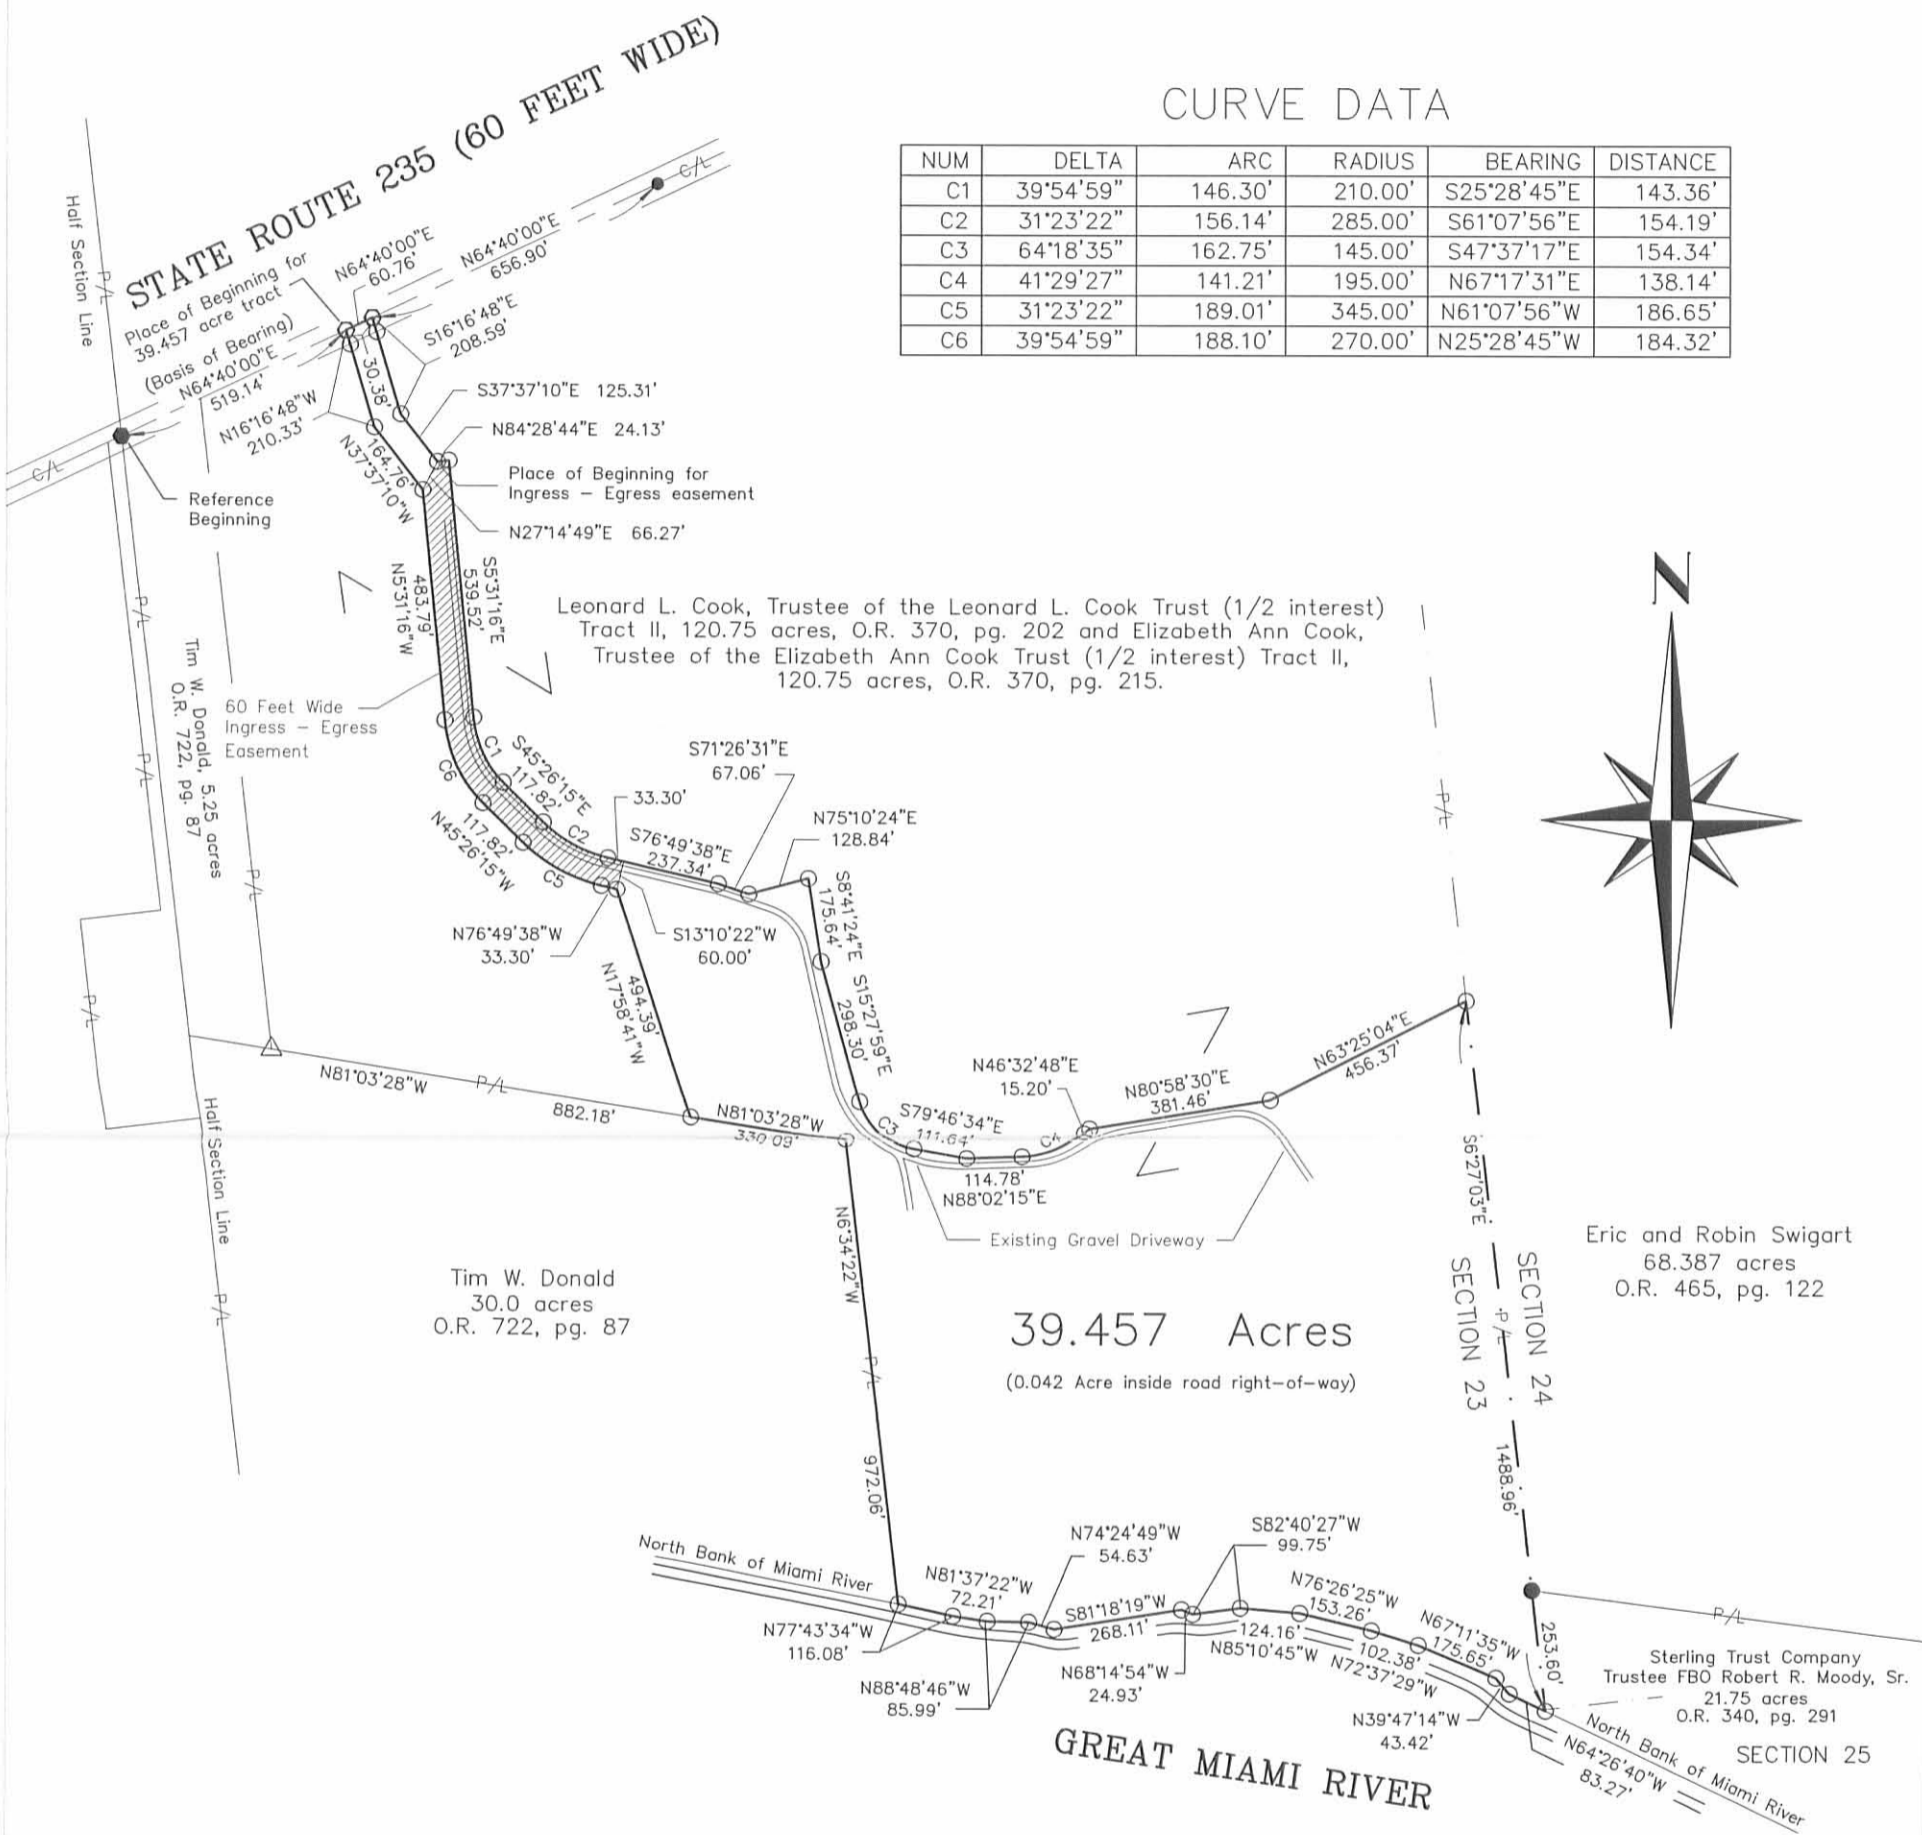 STATE ROUTE 235 (60 FEET WIDE)
CURVE DATA
NUM DELTA ARC RADIUS BEARING DISTANCE
C1 39°54'59" 146.30' 210.00' S25°28'45"E 143.36'
C2 31°23'22" 156.14' 285.00' S61°07'56"E 154.19'
C3 64°18'35" 162.75' 145.00' S47°37'17"E 154.34'
C4 41°29'27" 141.21' 195.00' N67°17'31"E 138.14'
C5 31°23'22" 189.01' 345.00' N61°07'56"W 186.65'
C6 39°54'59" 188.10' 270.00' N25°28'45"W 184.32'
Half Section Line
P/L
C/L
Place of Beginning for
39.457 acre tract
(Basis of Bearing)
N64°40'00"E
519.14'
N64°40'00"E
60.76'
N64°40'00"E
656.90'
S16°16'48"E
208.59'
30.38'
N16°16'48"W
210.33'
C/L
S37°37'10"E 125.31'
N84°28'44"E 24.13'
164.76'
N37°37'10"W
Place of Beginning for
Ingress - Egress easement
N27°14'49"E 66.27'
Reference
Beginning
P/L
S5°31'16"E
539.52'
483.79'
N5°31'16"W
Leonard L. Cook, Trustee of the Leonard L. Cook Trust (1/2 interest)
Tract II, 120.75 acres, O.R. 370, pg. 202 and Elizabeth Ann Cook,
Trustee of the Elizabeth Ann Cook Trust (1/2 interest) Tract II,
120.75 acres, O.R. 370, pg. 215.
N
Tim W. Donald, 5.25 acres
O.R. 722, pg. 87
60 Feet Wide
Ingress - Egress
Easement
P/L
P/L
P/L
P/L
C1
C6
S45°26'15"E
117.82'
117.82'
N45°26'15"W
C2
C5
33.30'
S71°26'31"E
67.06'
S76°49'38"E
237.34'
N75°10'24"E
128.84'
S8°41'24"E
175.64'
S15°27'59"E
298.30'
N76°49'38"W
33.30'
S13°10'22"W
60.00'
494.39'
N17°58'41"W
N81°03'28"W
P/L
882.18'
N81°03'28"W
330.09'
C3
S79°46'34"E
111.64'
114.78'
N88°02'15"E
C4
N46°32'48"E
15.20'
N80°58'30"E
381.46'
N63°25'04"E
456.37'
Existing Gravel Driveway
Half Section Line
P/L
S6°27'03"E
P/L
1488.96'
SECTION 23
SECTION 24
Eric and Robin Swigart
68.387 acres
O.R. 465, pg. 122
Tim W. Donald
30.0 acres
O.R. 722, pg. 87
N6°34'22"W
P/L
972.06'
39.457 Acres
(0.042 Acre inside road right-of-way)
North Bank of Miami River
N77°43'34"W
116.08'
N81°37'22"W
72.21'
N88°48'46"W
85.99'
N74°24'49"W
54.63'
S81°18'19"W
268.11'
N68°14'54"W
24.93'
S82°40'27"W
99.75'
124.16'
N85°10'45"W
N76°26'25"W
153.26'
102.38'
N72°37'29"W
N67°11'35"W
175.65'
N39°47'14"W
43.42'
253.60'
P/L
Sterling Trust Company
Trustee FBO Robert R. Moody, Sr.
21.75 acres
O.R. 340, pg. 291
SECTION 25
N64°26'40"W
83.27'
North Bank of Miami River
GREAT MIAMI RIVER